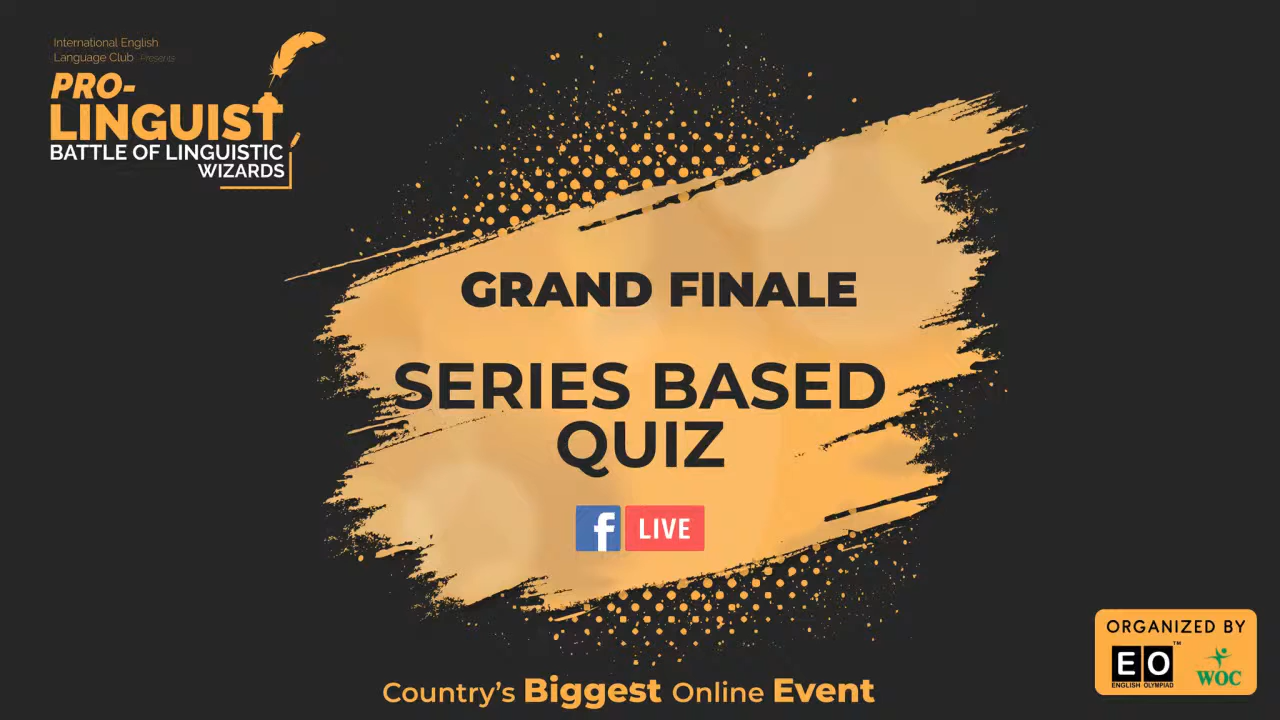 International English
Language Club Presents
PRO-
LINGUIST
BATTLE OF LINGUISTIC
WIZARDS
GRAND FINALE
SERIES BASED
QUIZ
f LIVE
Country's Biggest Online Event
ORGANIZED BY
EO™
ENGLISH OLYMPIAD
WOC